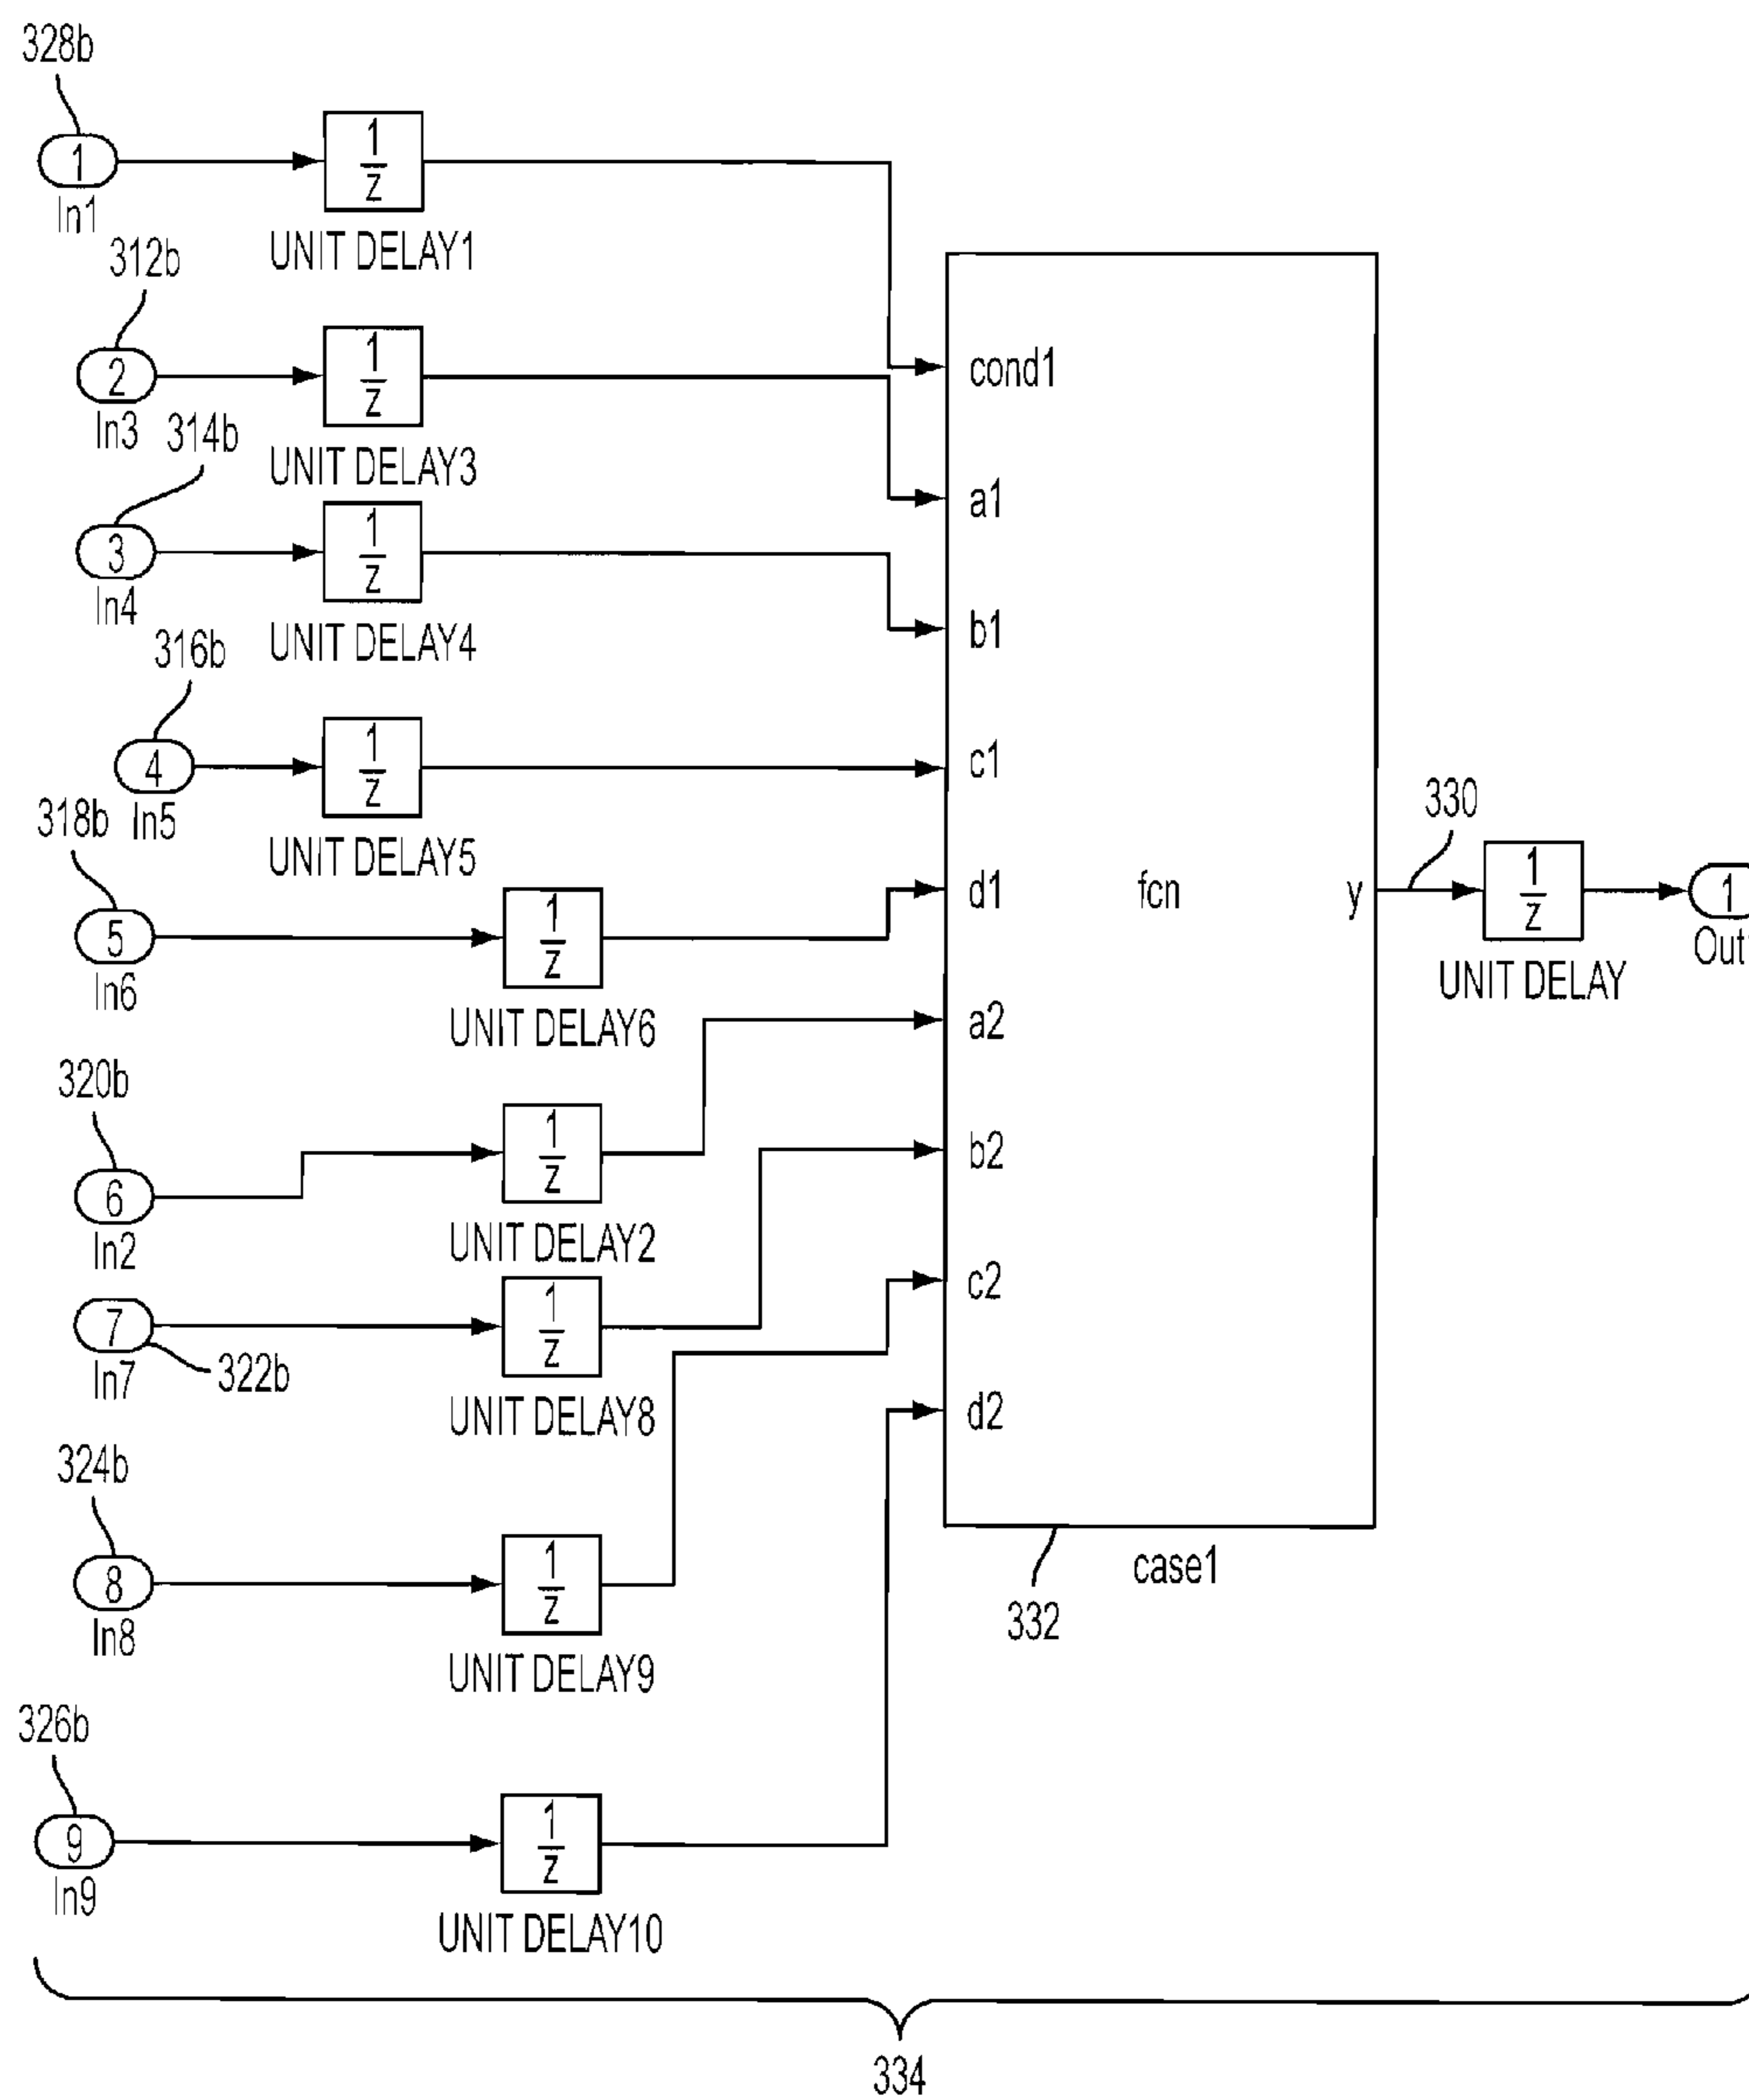 328b
1
In1
1
z
UNIT DELAY1
312b
2
In3
1
z
UNIT DELAY3
314b
3
In4
1
z
UNIT DELAY4
316b
4
In5
1
z
UNIT DELAY5
318b
5
In6
1
z
UNIT DELAY6
320b
6
In2
1
z
UNIT DELAY2
7
In7
322b
1
z
UNIT DELAY8
324b
8
In8
1
z
UNIT DELAY9
326b
9
In9
1
z
UNIT DELAY10
cond1
a1
b1
c1
d1
a2
b2
c2
d2
fcn
y
case1
332
330
1
z
UNIT DELAY
1
Out1
334